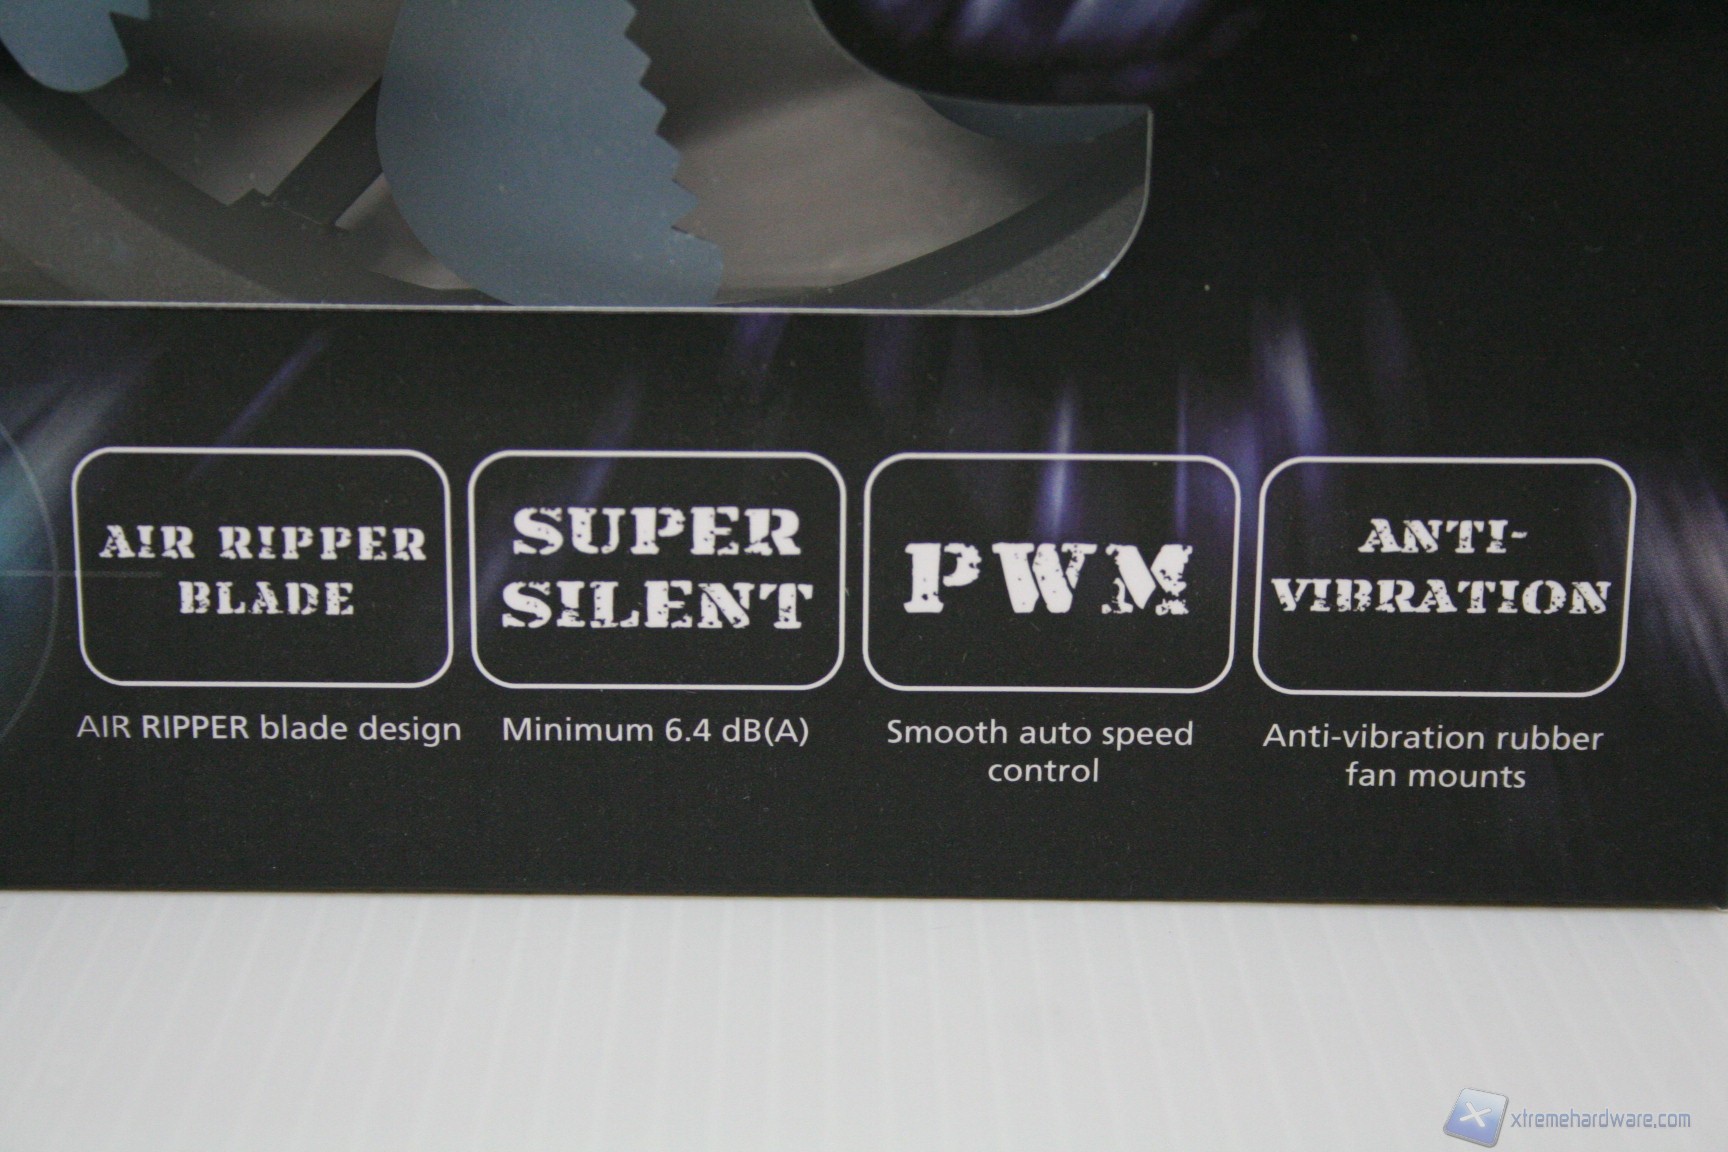 AIR RIPPER
BLADE
AIR RIPPER blade design
SUPER
SILENT
Minimum 6.4 dB(A)
PWM
Smooth auto speed
control
ANTI-
VIBRATION
Anti-vibration rubber
fan mounts
xtremehardware.com